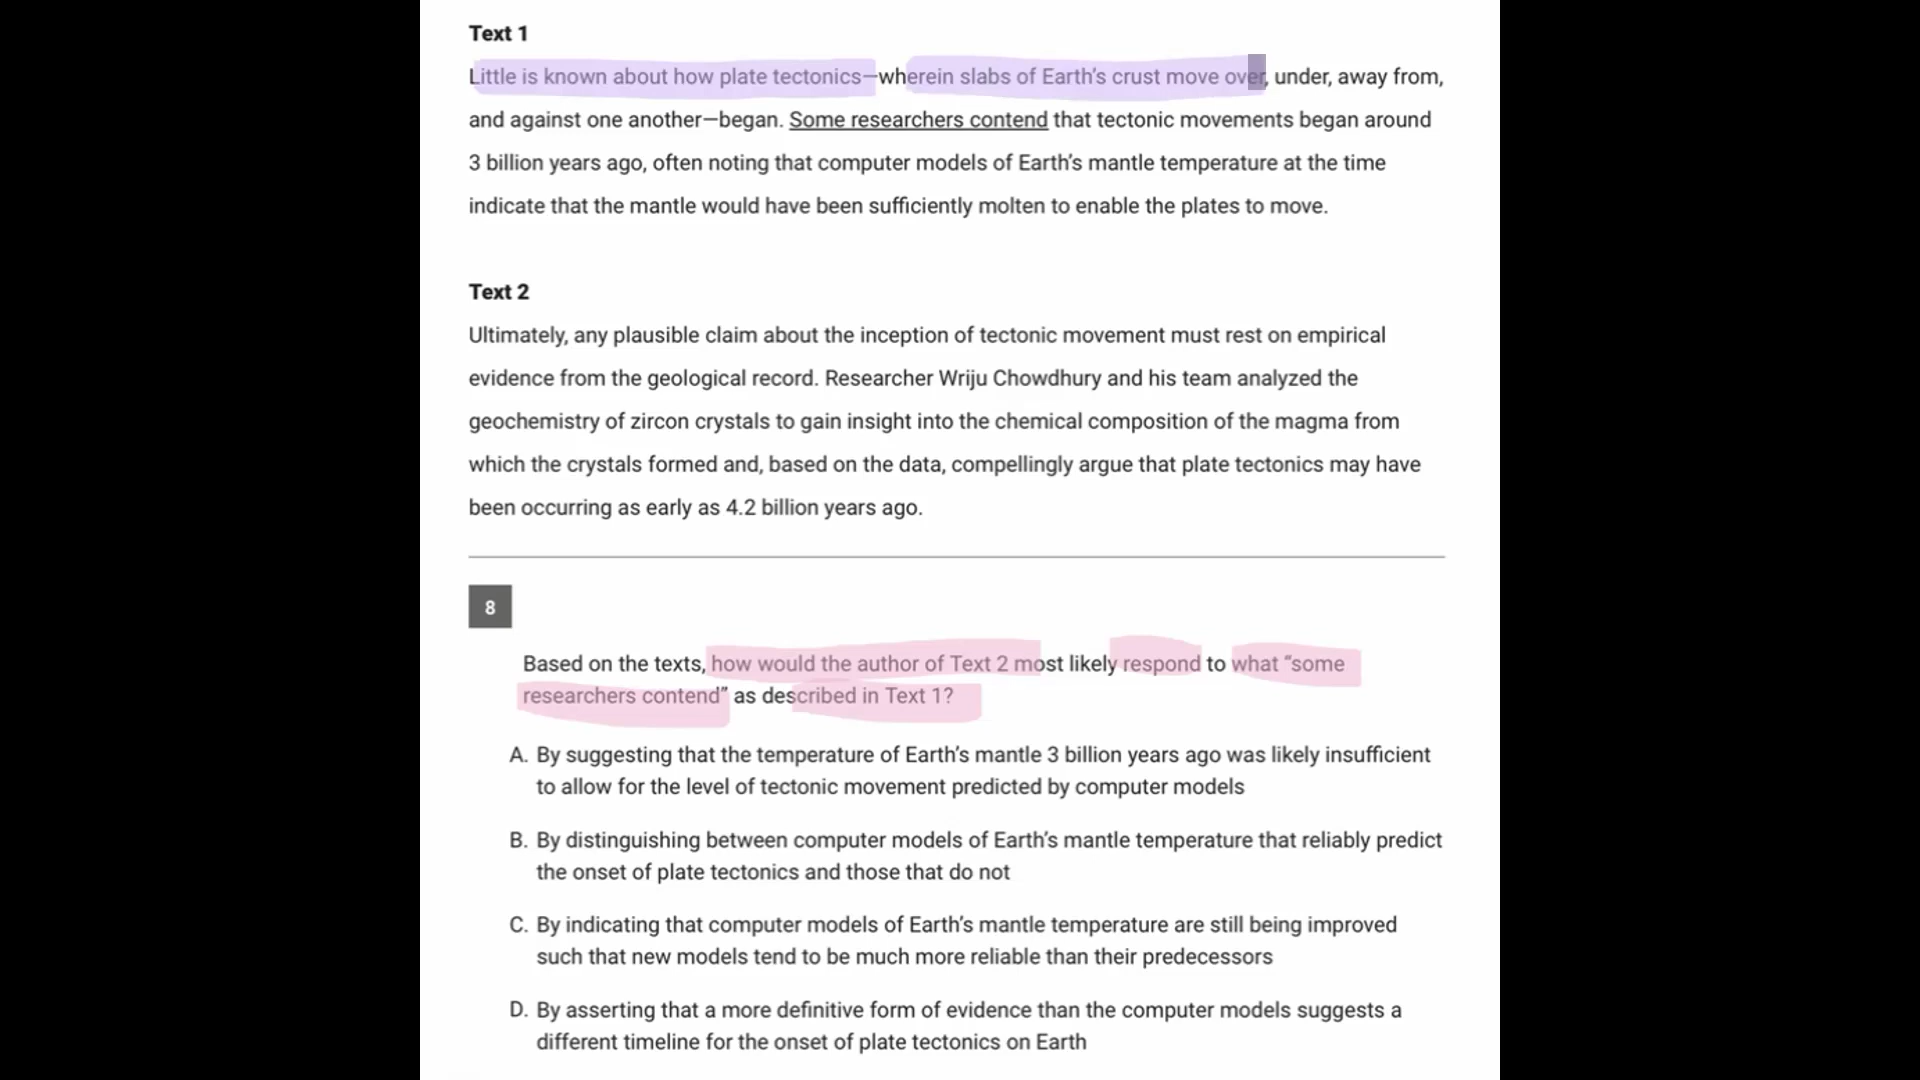 Text 1
Little is known about how plate tectonics—wherein slabs of Earth's crust move over, under, away from,
and against one another—began. Some researchers contend that tectonic movements began around
3 billion years ago, often noting that computer models of Earth's mantle temperature at the time
indicate that the mantle would have been sufficiently molten to enable the plates to move.
Text 2
Ultimately, any plausible claim about the inception of tectonic movement must rest on empirical
evidence from the geological record. Researcher Wriju Chowdhury and his team analyzed the
geochemistry of zircon crystals to gain insight into the chemical composition of the magma from
which the crystals formed and, based on the data, compellingly argue that plate tectonics may have
been occurring as early as 4.2 billion years ago.
8
Based on the texts, how would the author of Text 2 most likely respond to what “some
researchers contend” as described in Text 1?
A. By suggesting that the temperature of Earth's mantle 3 billion years ago was likely insufficient
to allow for the level of tectonic movement predicted by computer models
B. By distinguishing between computer models of Earth's mantle temperature that reliably predict
the onset of plate tectonics and those that do not
C. By indicating that computer models of Earth's mantle temperature are still being improved
such that new models tend to be much more reliable than their predecessors
D. By asserting that a more definitive form of evidence than the computer models suggests a
different timeline for the onset of plate tectonics on Earth